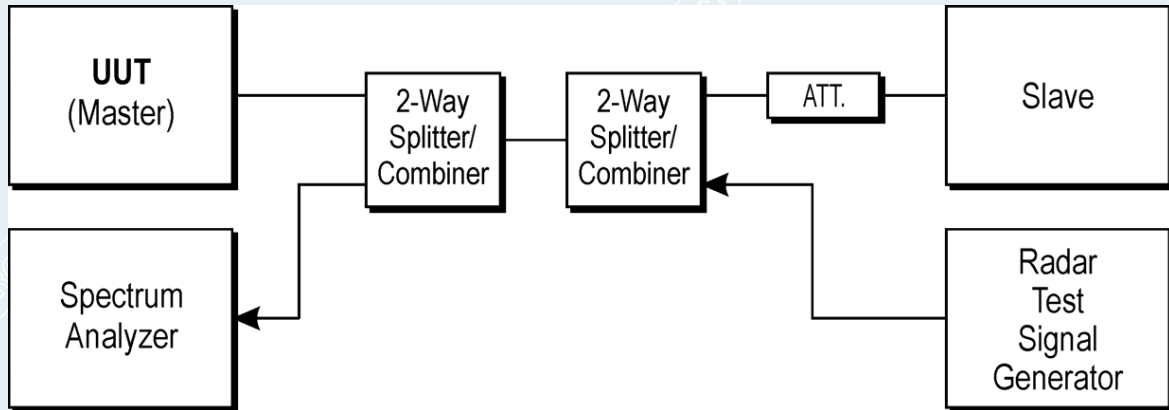 UUT
(Master)
2-Way
Splitter/
Combiner
2-Way
Splitter/
Combiner
ATT.
Slave
Spectrum
Analyzer
Radar
Test
Signal
Generator